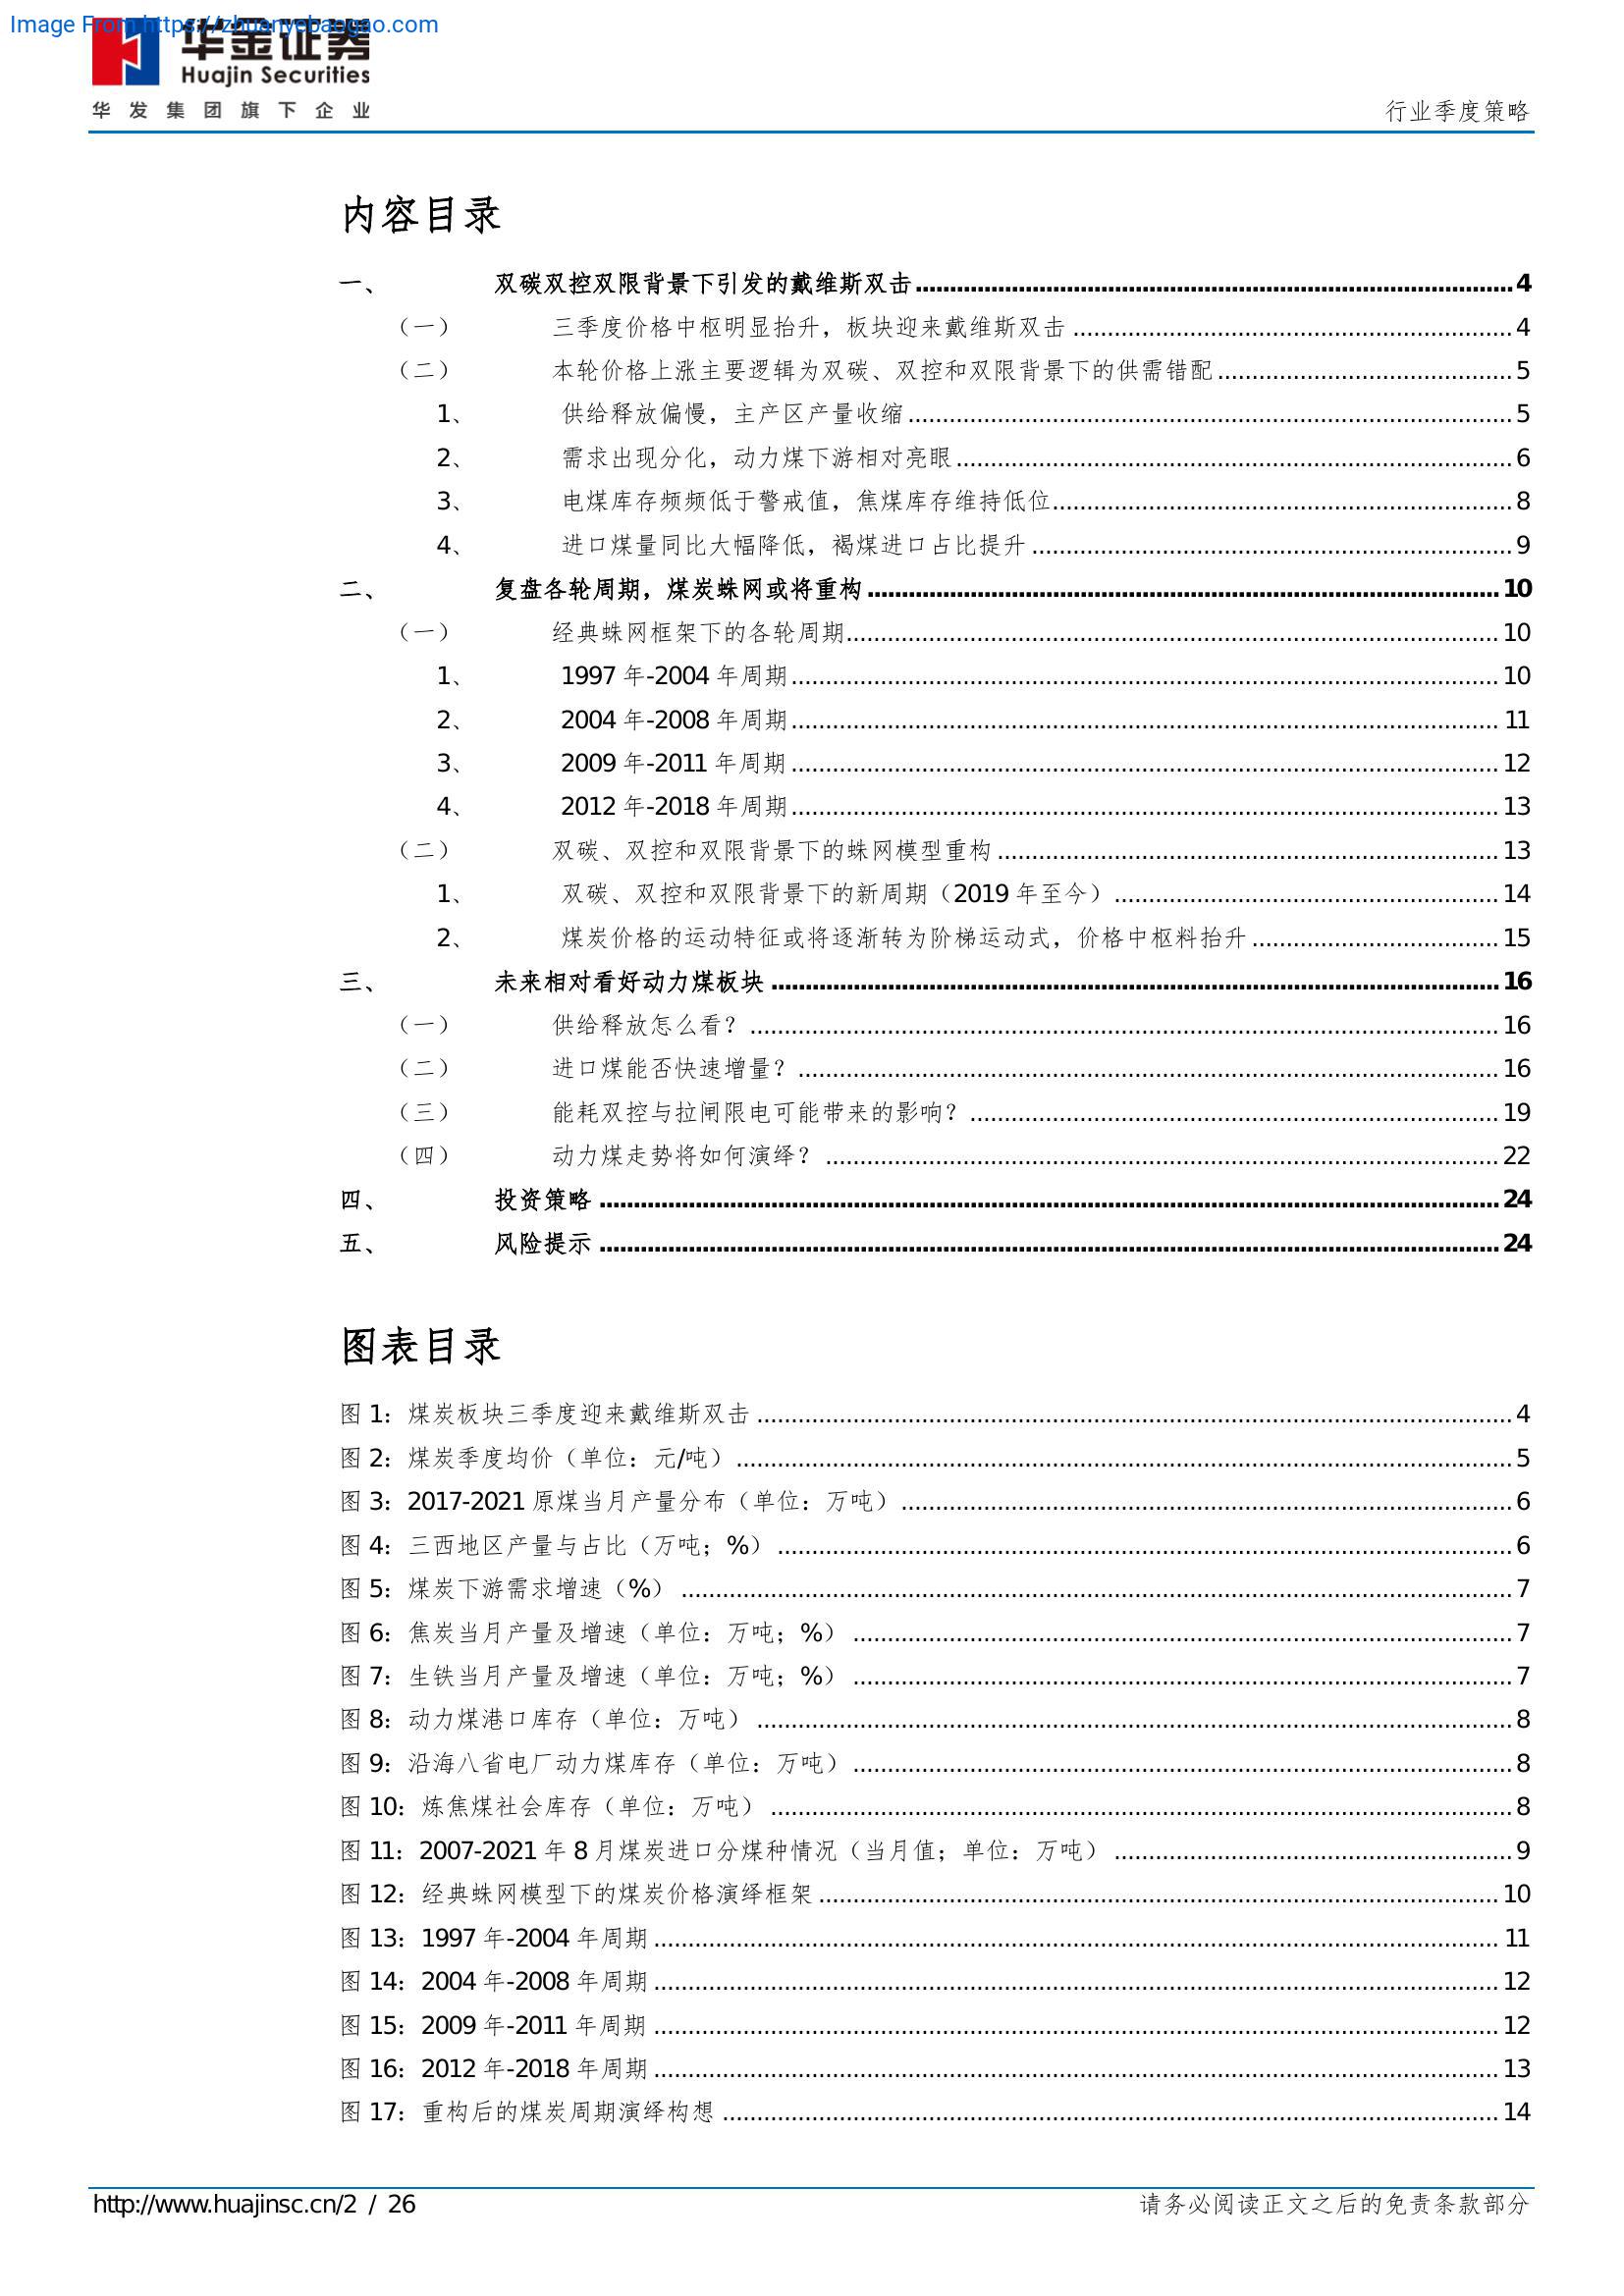 Image From https://zhuanyebaogao.com
华金证券
Huajin Securities
华发集团旗下企业
行业季度策略
内容目录
一、 双碳双控双限背景下引发的戴维斯双击 4
（一） 三季度价格中枢明显抬升，板块迎来戴维斯双击 4
（二） 本轮价格上涨主要逻辑为双碳、双控和双限背景下的供需错配 5
1、 供给释放偏慢，主产区产量收缩 5
2、 需求出现分化，动力煤下游相对亮眼 6
3、 电煤库存频频低于警戒值，焦煤库存维持低位 8
4、 进口煤量同比大幅降低，褐煤进口占比提升 9
二、 复盘各轮周期，煤炭蛛网或将重构 10
（一） 经典蛛网框架下的各轮周期 10
1、 1997 年-2004 年周期 10
2、 2004 年-2008 年周期 11
3、 2009 年-2011 年周期 12
4、 2012 年-2018 年周期 13
（二） 双碳、双控和双限背景下的蛛网模型重构 13
1、 双碳、双控和双限背景下的新周期（2019 年至今） 14
2、 煤炭价格的运动特征或将逐渐转为阶梯运动式，价格中枢料抬升 15
三、 未来相对看好动力煤板块 16
（一） 供给释放怎么看？ 16
（二） 进口煤能否快速增量？ 16
（三） 能耗双控与拉闸限电可能带来的影响？ 19
（四） 动力煤走势将如何演绎？ 22
四、 投资策略 24
五、 风险提示 24
图表目录
图 1：煤炭板块三季度迎来戴维斯双击 4
图 2：煤炭季度均价（单位：元/吨） 5
图 3：2017-2021 原煤当月产量分布（单位：万吨） 6
图 4：三西地区产量与占比（万吨；%） 6
图 5：煤炭下游需求增速（%） 7
图 6：焦炭当月产量及增速（单位：万吨；%） 7
图 7：生铁当月产量及增速（单位：万吨；%） 7
图 8：动力煤港口库存（单位：万吨） 8
图 9：沿海八省电厂动力煤库存（单位：万吨） 8
图 10：炼焦煤社会库存（单位：万吨） 8
图 11：2007-2021 年 8 月煤炭进口分煤种情况（当月值；单位：万吨） 9
图 12：经典蛛网模型下的煤炭价格演绎框架 10
图 13：1997 年-2004 年周期 11
图 14：2004 年-2008 年周期 12
图 15：2009 年-2011 年周期 12
图 16：2012 年-2018 年周期 13
图 17：重构后的煤炭周期演绎构想 14
http://www.huajinsc.cn/2 / 26
请务必阅读正文之后的免责条款部分